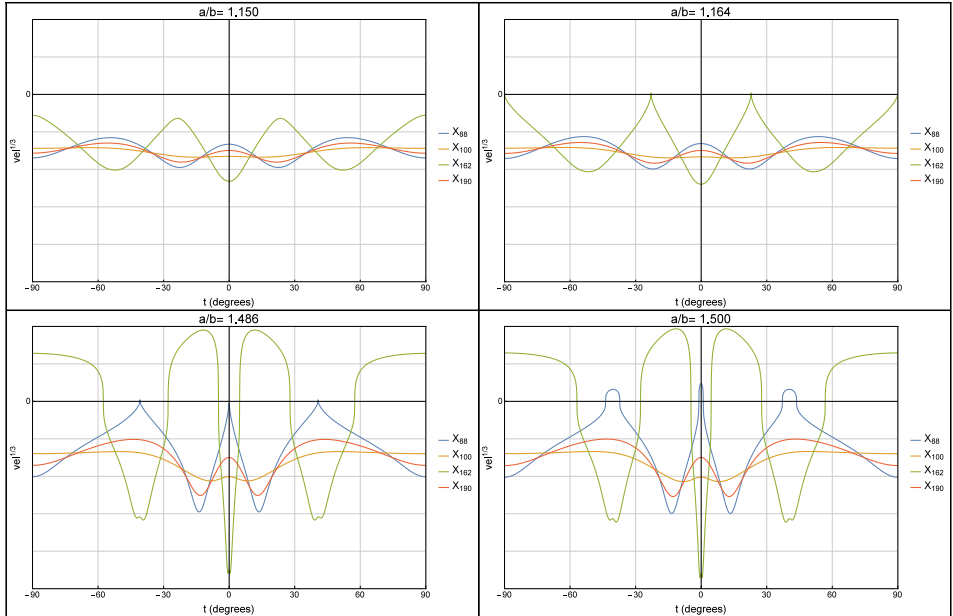 a/b= 1.150
0
vel^1/3
−90 −60 −30 0 30 60 90
t (degrees)
X88
X100
X162
X190
a/b= 1.164
0
vel^1/3
−90 −60 −30 0 30 60 90
t (degrees)
X88
X100
X162
X190
a/b= 1.486
0
vel^1/3
−90 −60 −30 0 30 60 90
t (degrees)
X88
X100
X162
X190
a/b= 1.500
0
vel^1/3
−90 −60 −30 0 30 60 90
t (degrees)
X88
X100
X162
X190